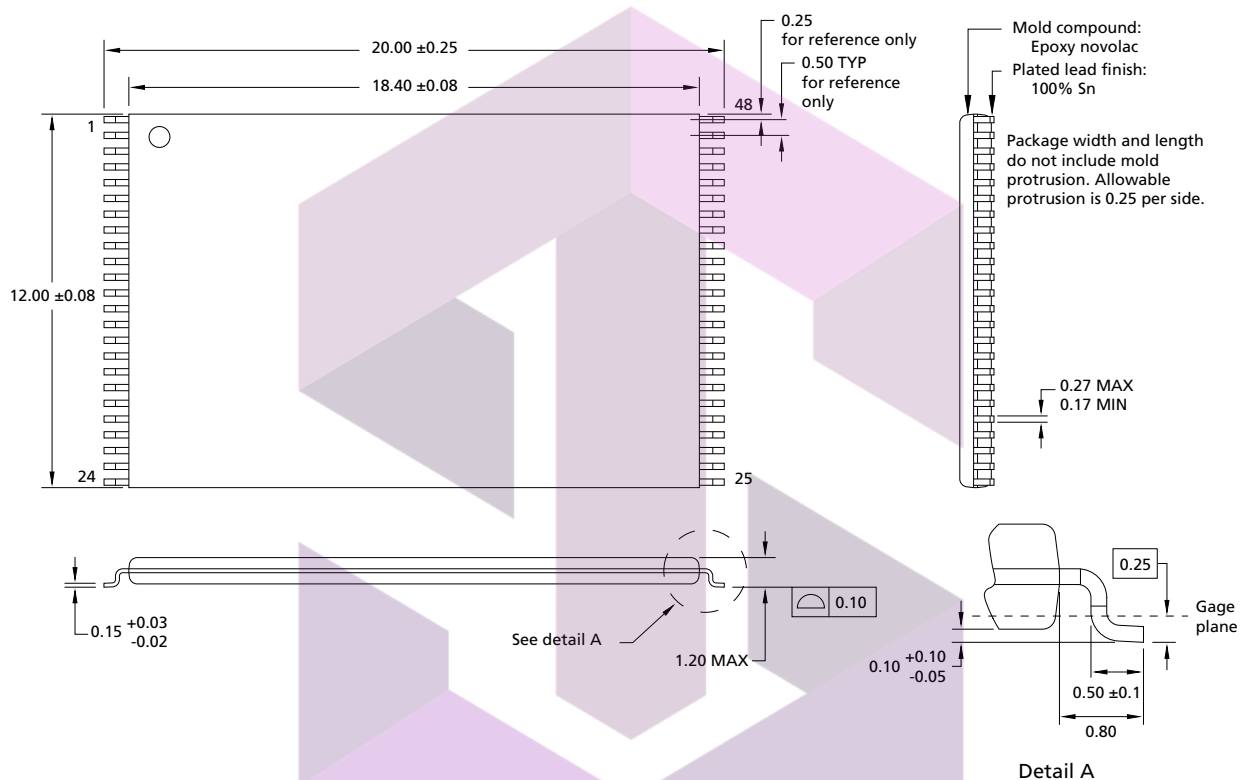 20.00 ±0.25
18.40 ±0.08
0.25
for reference only
0.50 TYP
for reference
only
48
1
Mold compound:
Epoxy novolac
Plated lead finish:
100% Sn
Package width and length
do not include mold
protrusion. Allowable
protrusion is 0.25 per side.
12.00 ±0.08
0.27 MAX
0.17 MIN
24
25
0.15 +0.03
-0.02
See detail A
1.20 MAX
0.10
0.25
Gage
plane
0.10 +0.10
-0.05
0.50 ±0.1
0.80
Detail A